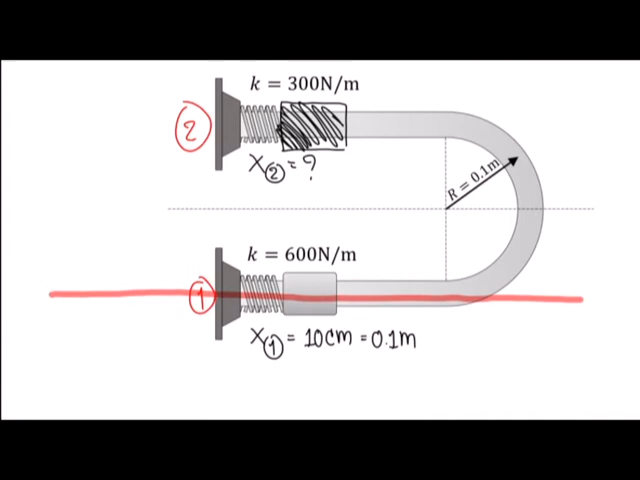 k = 300N/m
2
X② = ?
R = 0.1m
k = 600N/m
1
X① = 10cm = 0.1m